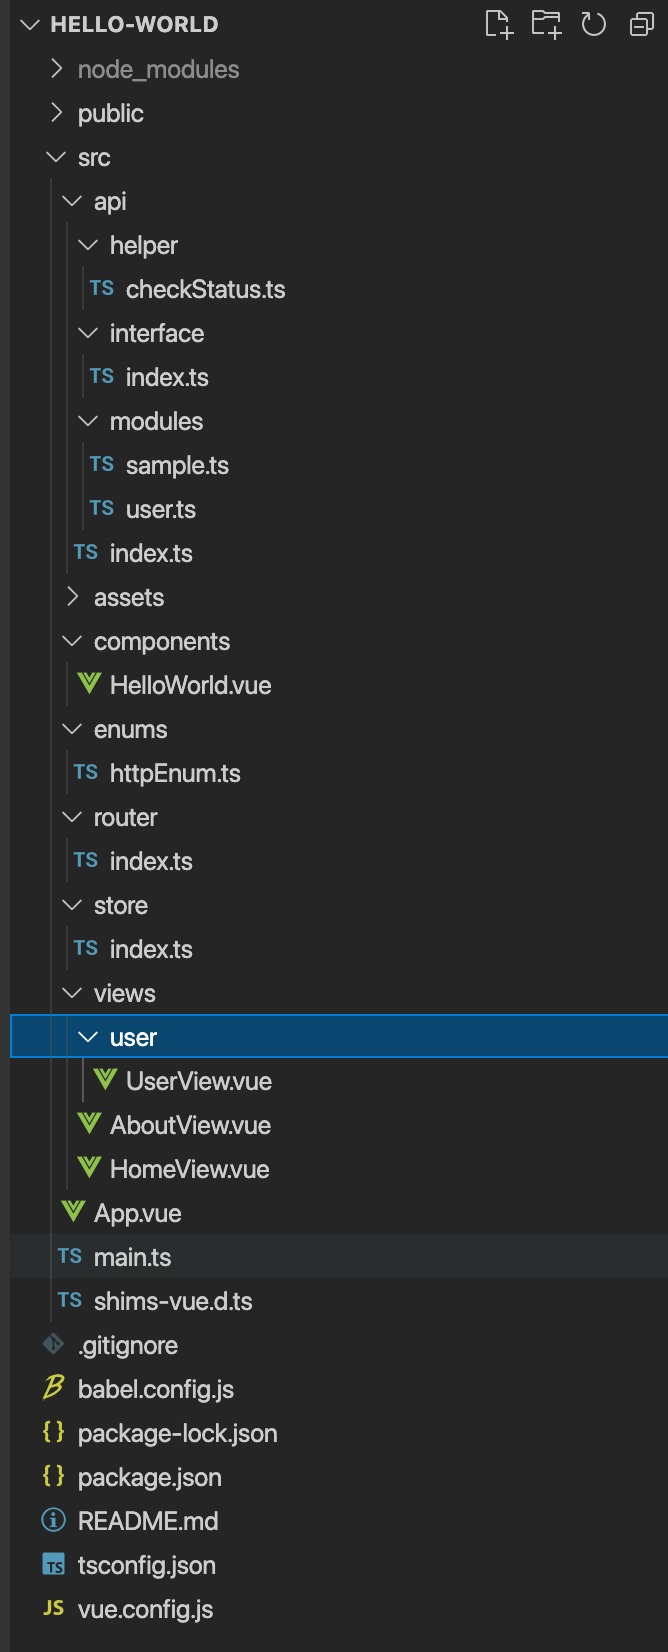 HELLO-WORLD
node_modules
public
src
api
helper
TS checkStatus.ts
interface
TS index.ts
modules
TS sample.ts
TS user.ts
TS index.ts
assets
components
HelloWorld.vue
enums
TS httpEnum.ts
router
TS index.ts
store
TS index.ts
views
user
UserView.vue
AboutView.vue
HomeView.vue
App.vue
TS main.ts
TS shims-vue.d.ts
.gitignore
B babel.config.js
{} package-lock.json
{} package.json
i README.md
TS tsconfig.json
JS vue.config.js